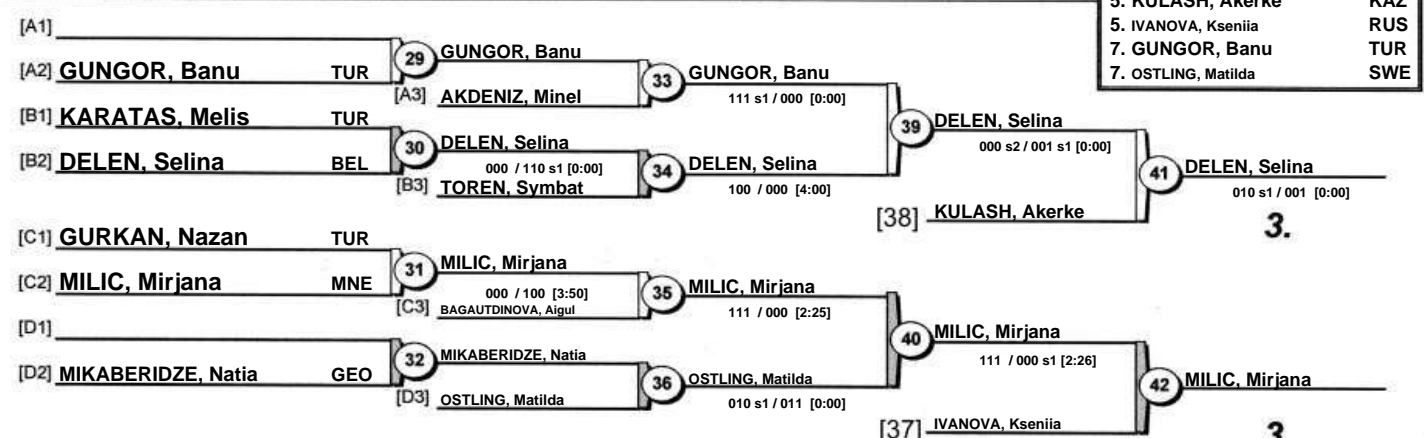 5. KULASH, Akerke KAZ
5. IVANOVA, Kseniia RUS
7. GUNGOR, Banu TUR
7. OSTLING, Matilda SWE
[A1]
[A2] GUNGOR, Banu TUR
29
GUNGOR, Banu
[A3] AKDENIZ, Minel
33
GUNGOR, Banu
111 s1 / 000 [0:00]
[B1] KARATAS, Melis TUR
[B2] DELEN, Selina BEL
30
DELEN, Selina
000 / 110 s1 [0:00]
[B3] TOREN, Symbat
34
DELEN, Selina
100 / 000 [4:00]
39
DELEN, Selina
000 s2 / 001 s1 [0:00]
[38] KULASH, Akerke
41
DELEN, Selina
010 s1 / 001 [0:00]
3.
[C1] GURKAN, Nazan TUR
[C2] MILIC, Mirjana MNE
31
MILIC, Mirjana
000 / 100 [3:50]
[C3] BAGAUTDINOVA, Aigul
35
MILIC, Mirjana
111 / 000 [2:25]
[D1]
[D2] MIKABERIDZE, Natia GEO
32
MIKABERIDZE, Natia
[D3] OSTLING, Matilda
36
OSTLING, Matilda
010 s1 / 011 [0:00]
40
MILIC, Mirjana
111 / 000 s1 [2:26]
[37] IVANOVA, Kseniia
42
MILIC, Mirjana
3.